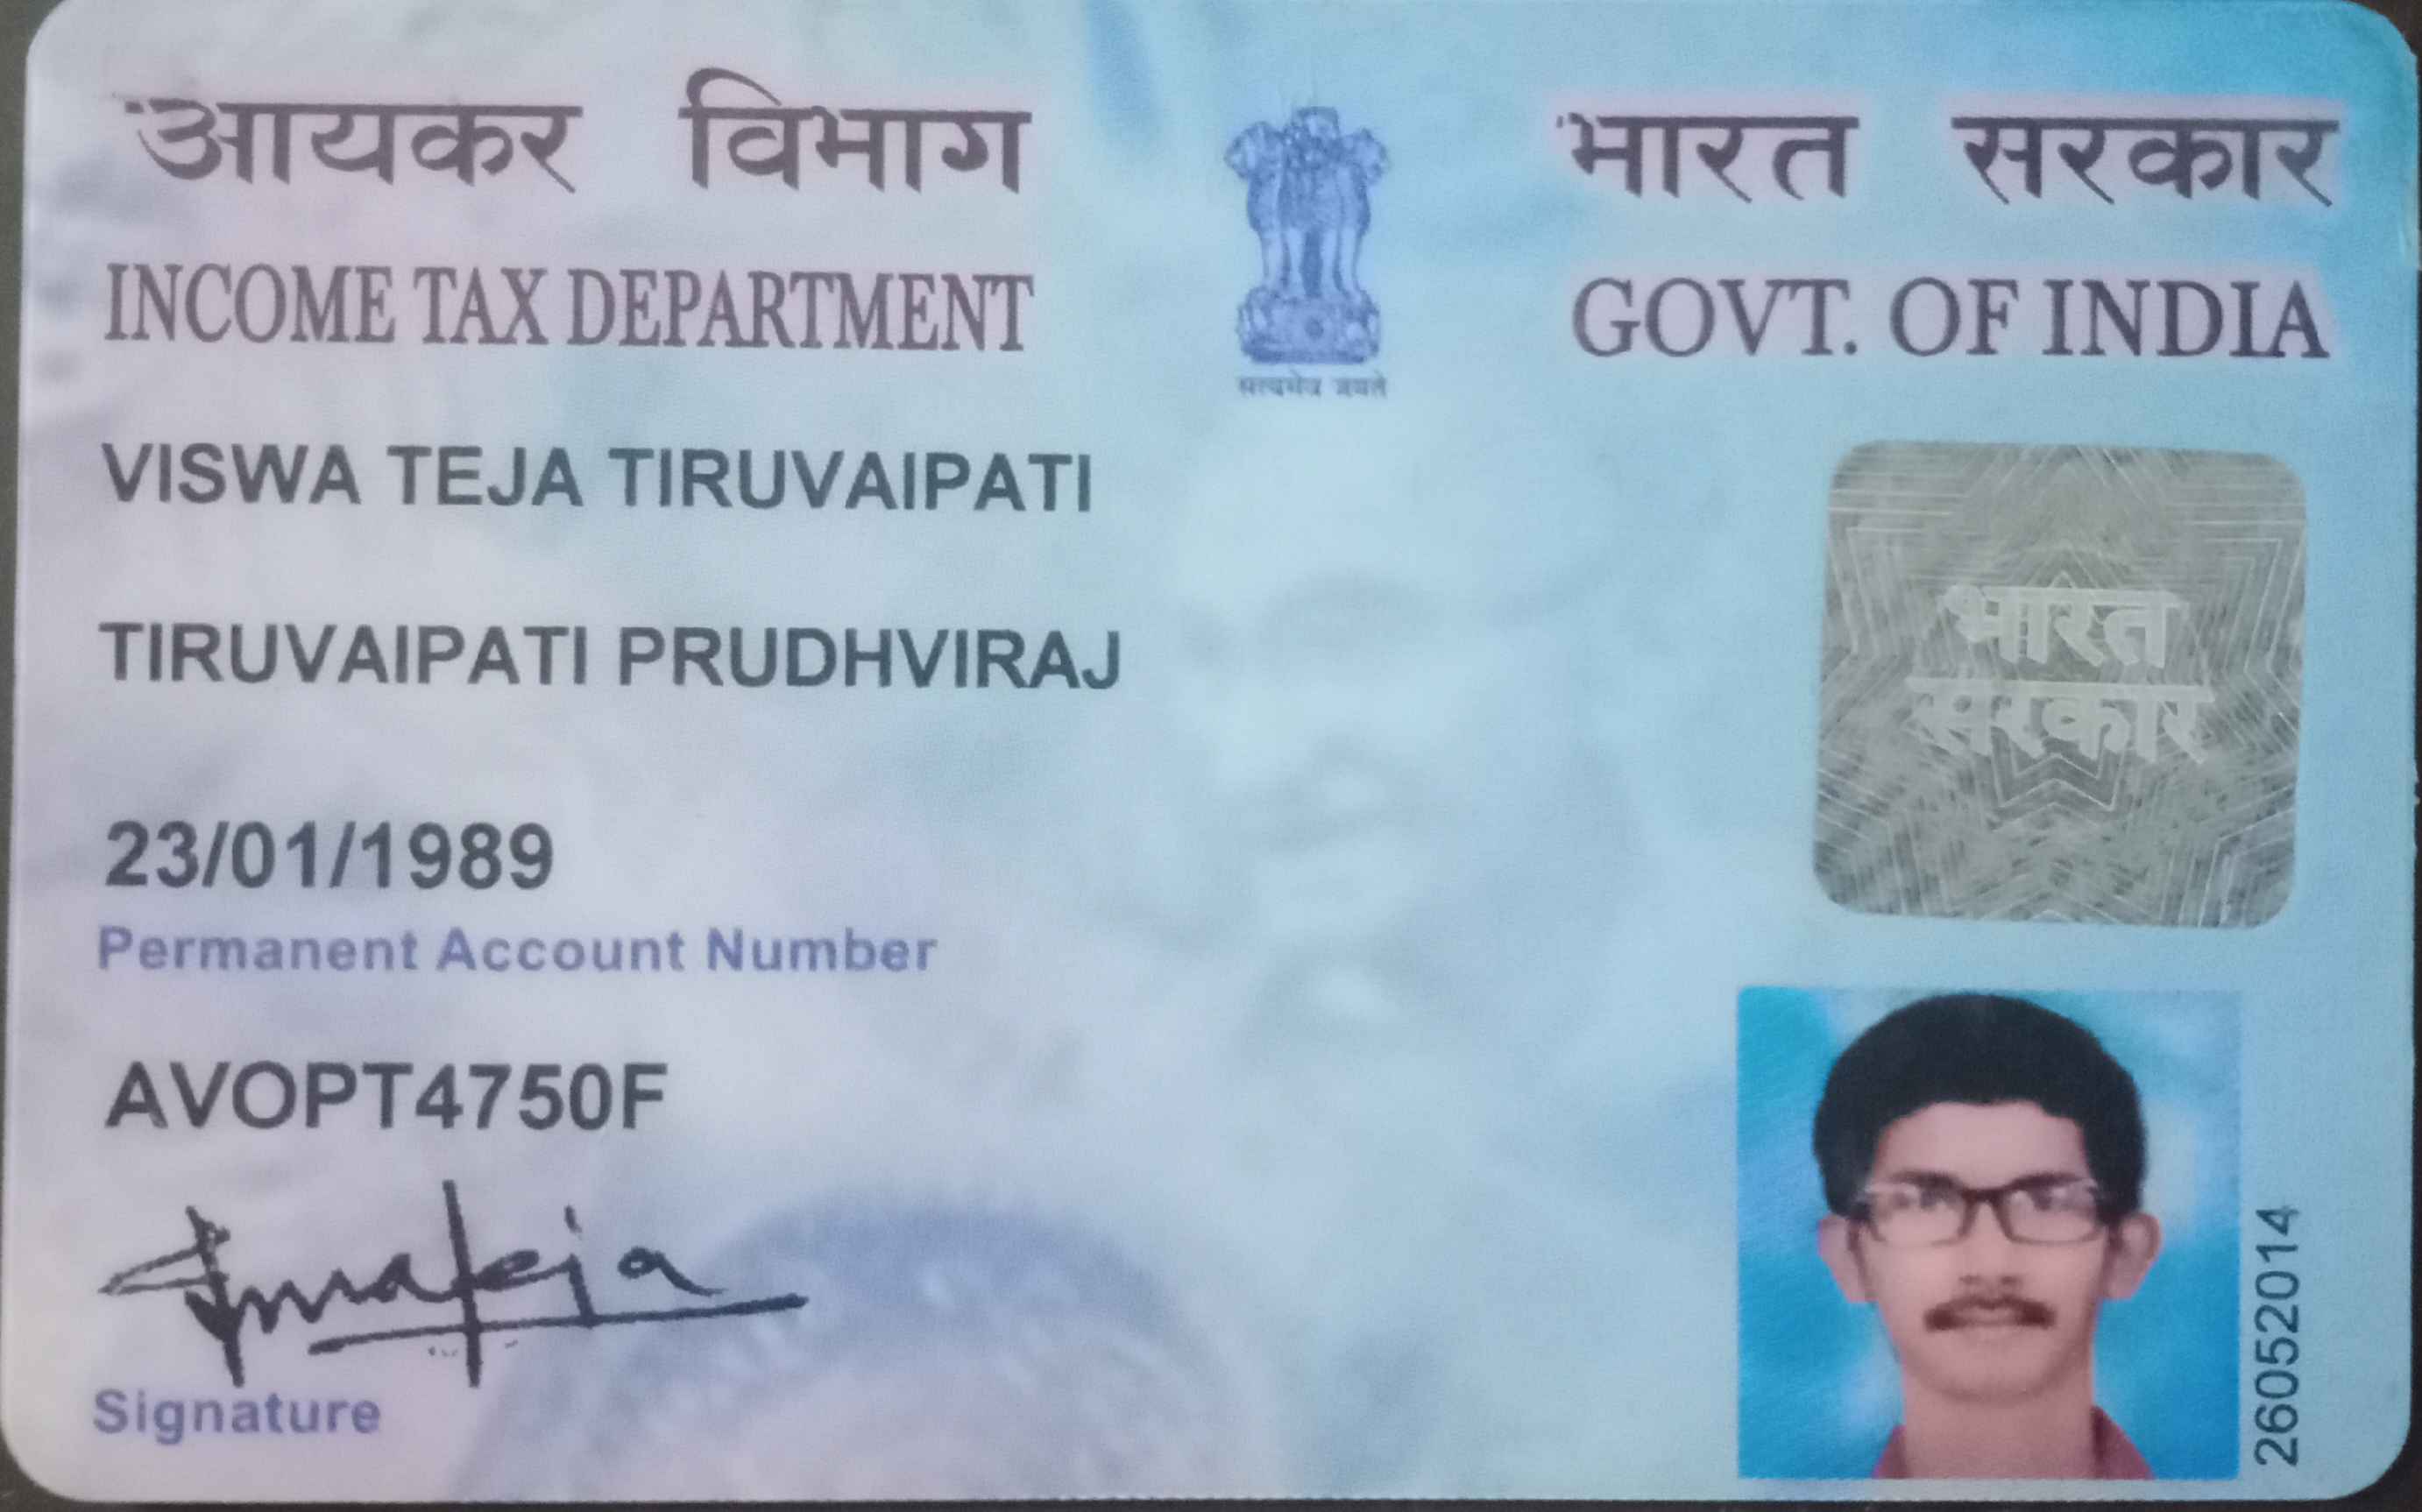 आयकर विभाग
भारत सरकार
INCOME TAX DEPARTMENT
GOVT. OF INDIA
सत्यमेव जयते
VISWA TEJA TIRUVAIPATI
TIRUVAIPATI PRUDHVIRAJ
भारत
सरकार
23/01/1989
Permanent Account Number
AVOPT4750F
Signature
26052014